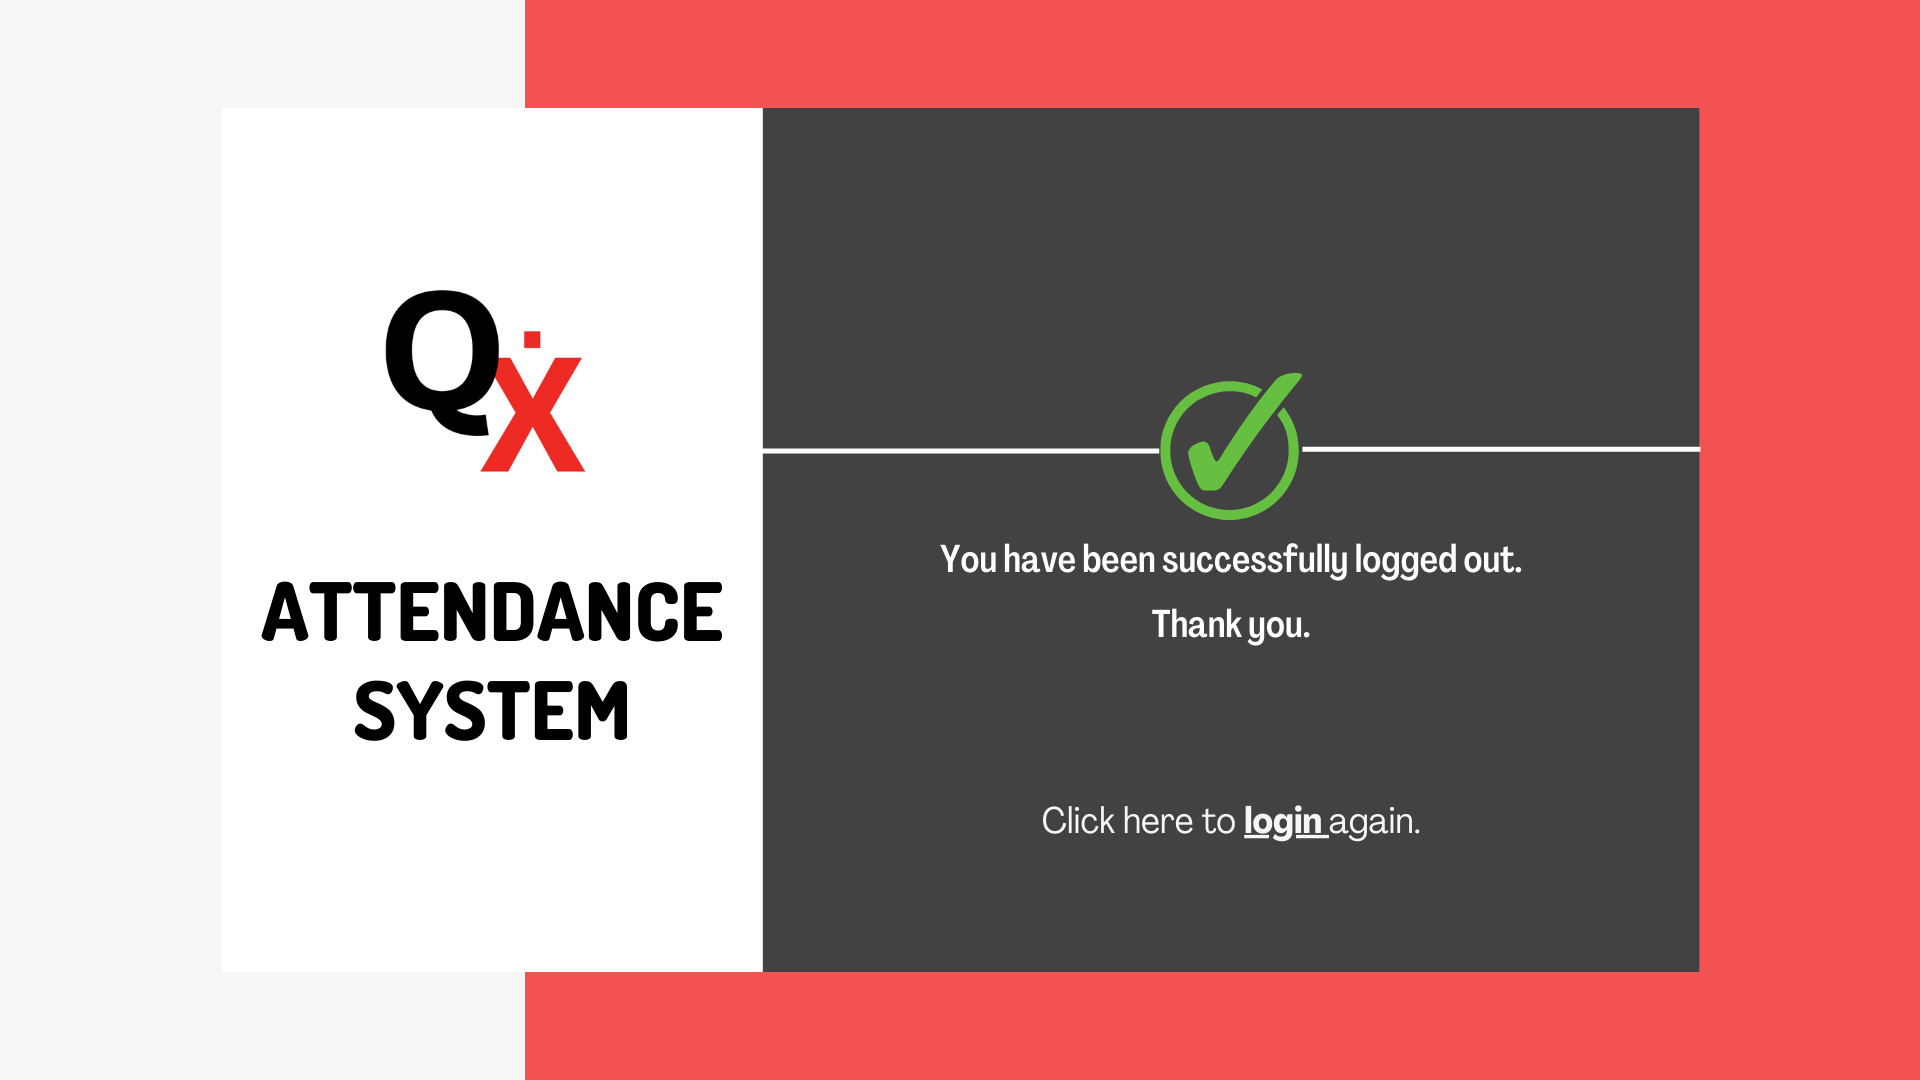 QX
ATTENDANCE
SYSTEM
You have been successfully logged out.
Thank you.
Click here to login again.